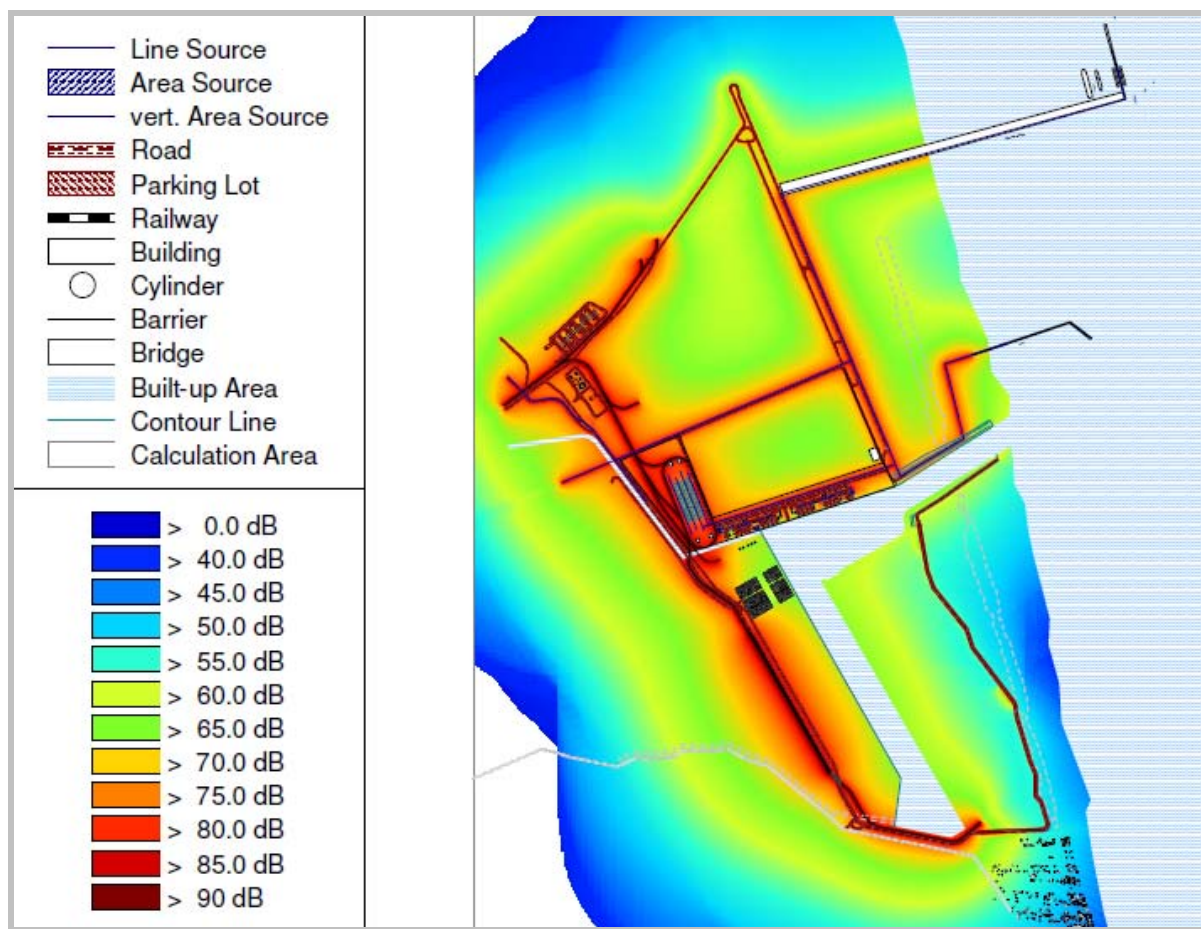 Line Source
Area Source
vert. Area Source
Road
Parking Lot
Railway
Building
Cylinder
Barrier
Bridge
Built-up Area
Contour Line
Calculation Area
> 0.0 dB
> 40.0 dB
> 45.0 dB
> 50.0 dB
> 55.0 dB
> 60.0 dB
> 65.0 dB
> 70.0 dB
> 75.0 dB
> 80.0 dB
> 85.0 dB
> 90 dB